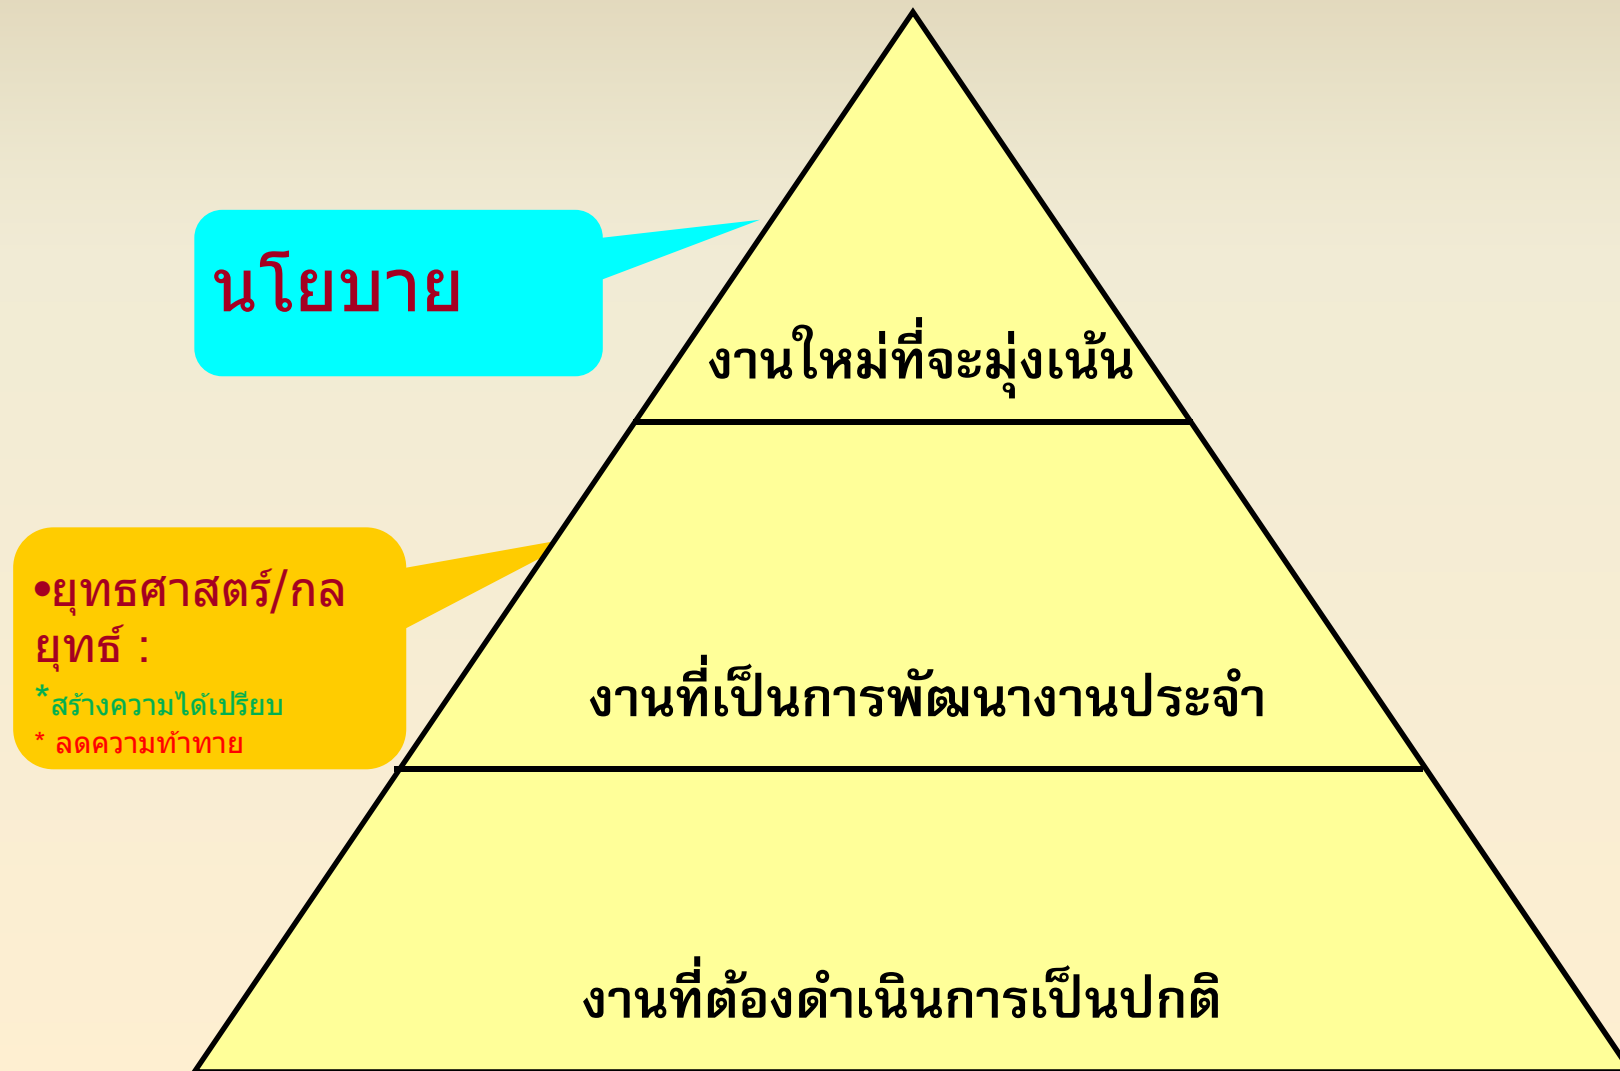 นโยบาย
งานใหม่ที่จะมุ่งเน้น
•ยุทธศาสตร์/กล
ยุทธ์ :
*สร้างความได้เปรียบ
* ลดความท้าทาย
งานที่เป็นการพัฒนางานประจำ
งานที่ต้องดำเนินการเป็นปกติ